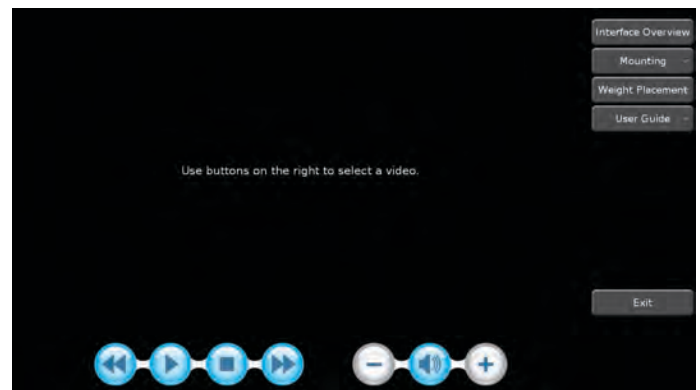 Interface Overview
Mounting
Weight Placement
User Guide
Use buttons on the right to select a video.
Exit